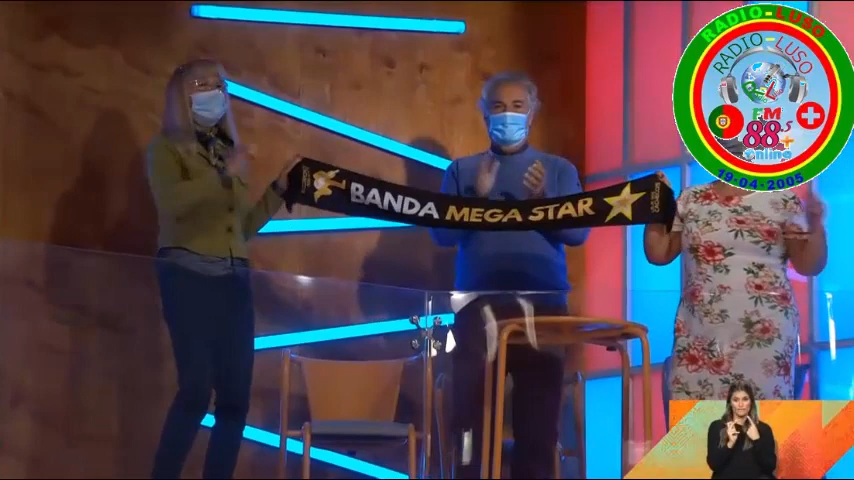 RADIO-LUSO
RADIO-LUSO
FM
88.5
+
online
19-04-2005
BANDA MEGA STAR